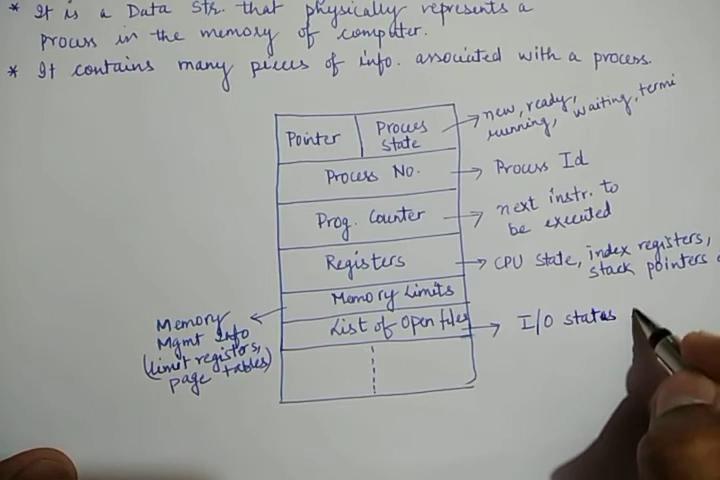 * It is a Data Str. that physically represents a
Process in the memory of computer.
* It contains many pieces of info. associated with a process.
Pointer
Process
state
new, ready,
running, waiting, termi
Process No.
Process Id
Prog. Counter
next instr. to
be executed
Registers
CPU state, index registers,
stack pointers
Memory Limits
Memory
Mgmt Info
(limit registors,
page tables)
List of Open files
I/O status